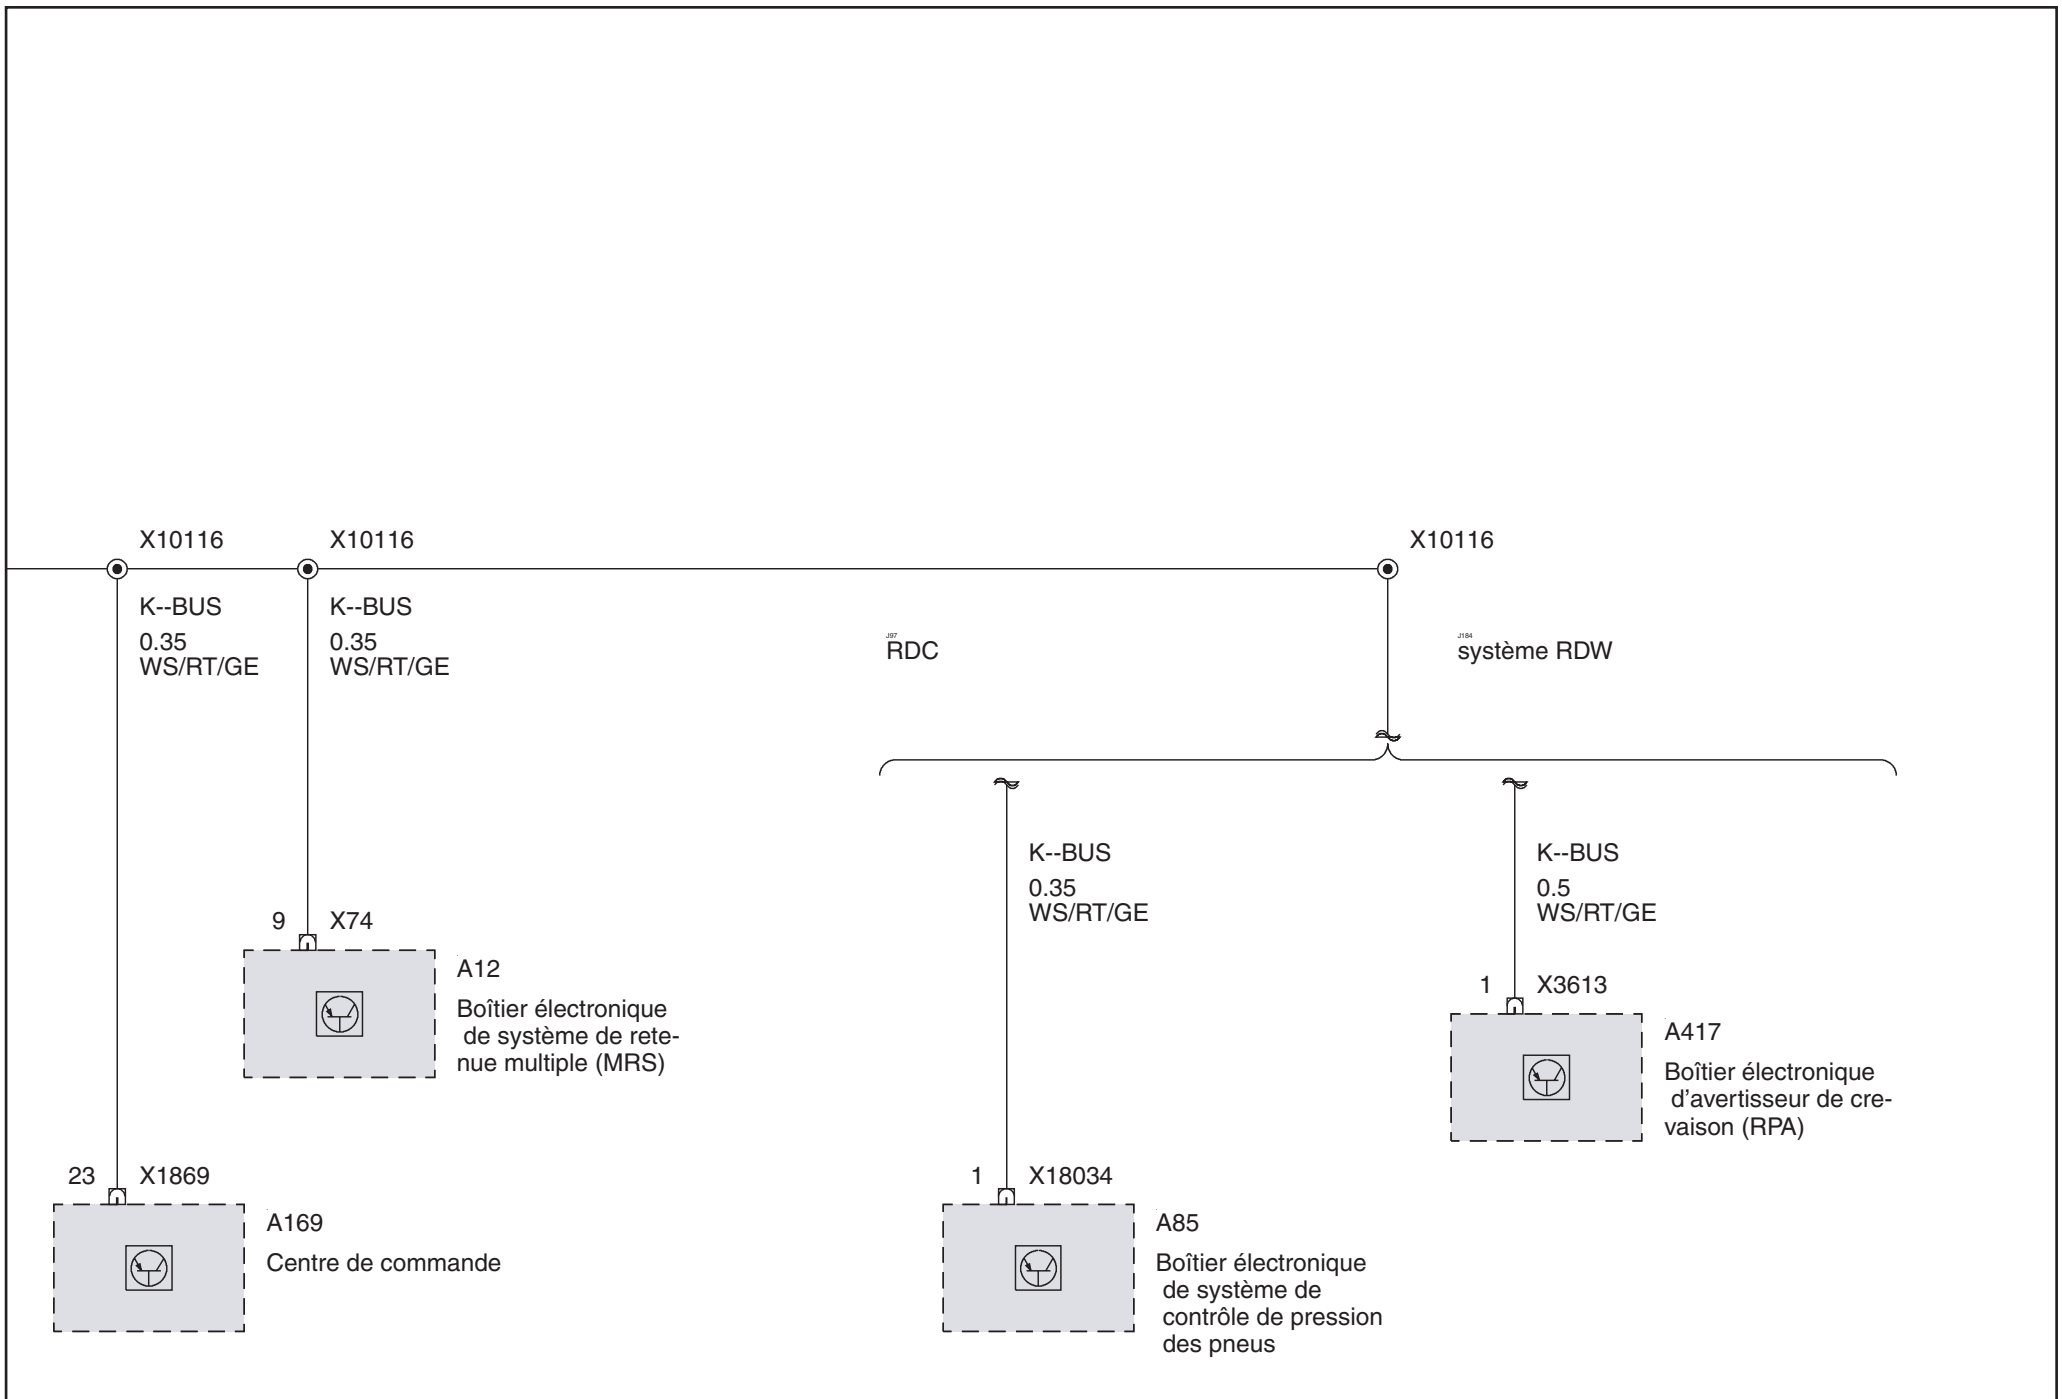 X10116
X10116
X10116
K--BUS
0.35
WS/RT/GE
K--BUS
0.35
WS/RT/GE
J97
RDC
J184
système RDW
K--BUS
0.35
WS/RT/GE
K--BUS
0.5
WS/RT/GE
9 X74
A12
Boîtier électronique
de système de rete-
nue multiple (MRS)
1 X3613
A417
Boîtier électronique
d'avertisseur de cre-
vaison (RPA)
23 X1869
A169
Centre de commande
1 X18034
A85
Boîtier électronique
de système de
contrôle de pression
des pneus